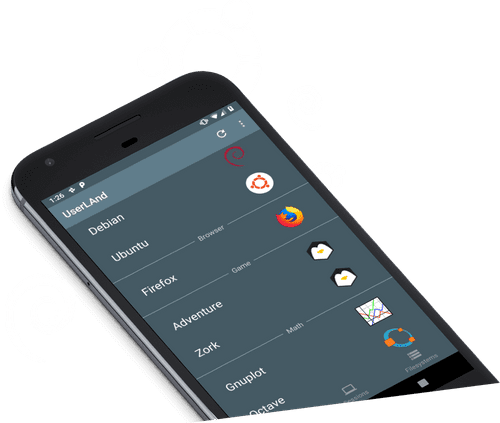 1:26 P
UserLAnd
Debian
Ubuntu
Browser
Firefox
Game
Adventure
Zork
Math
Gnuplot
Octave
Filesystems